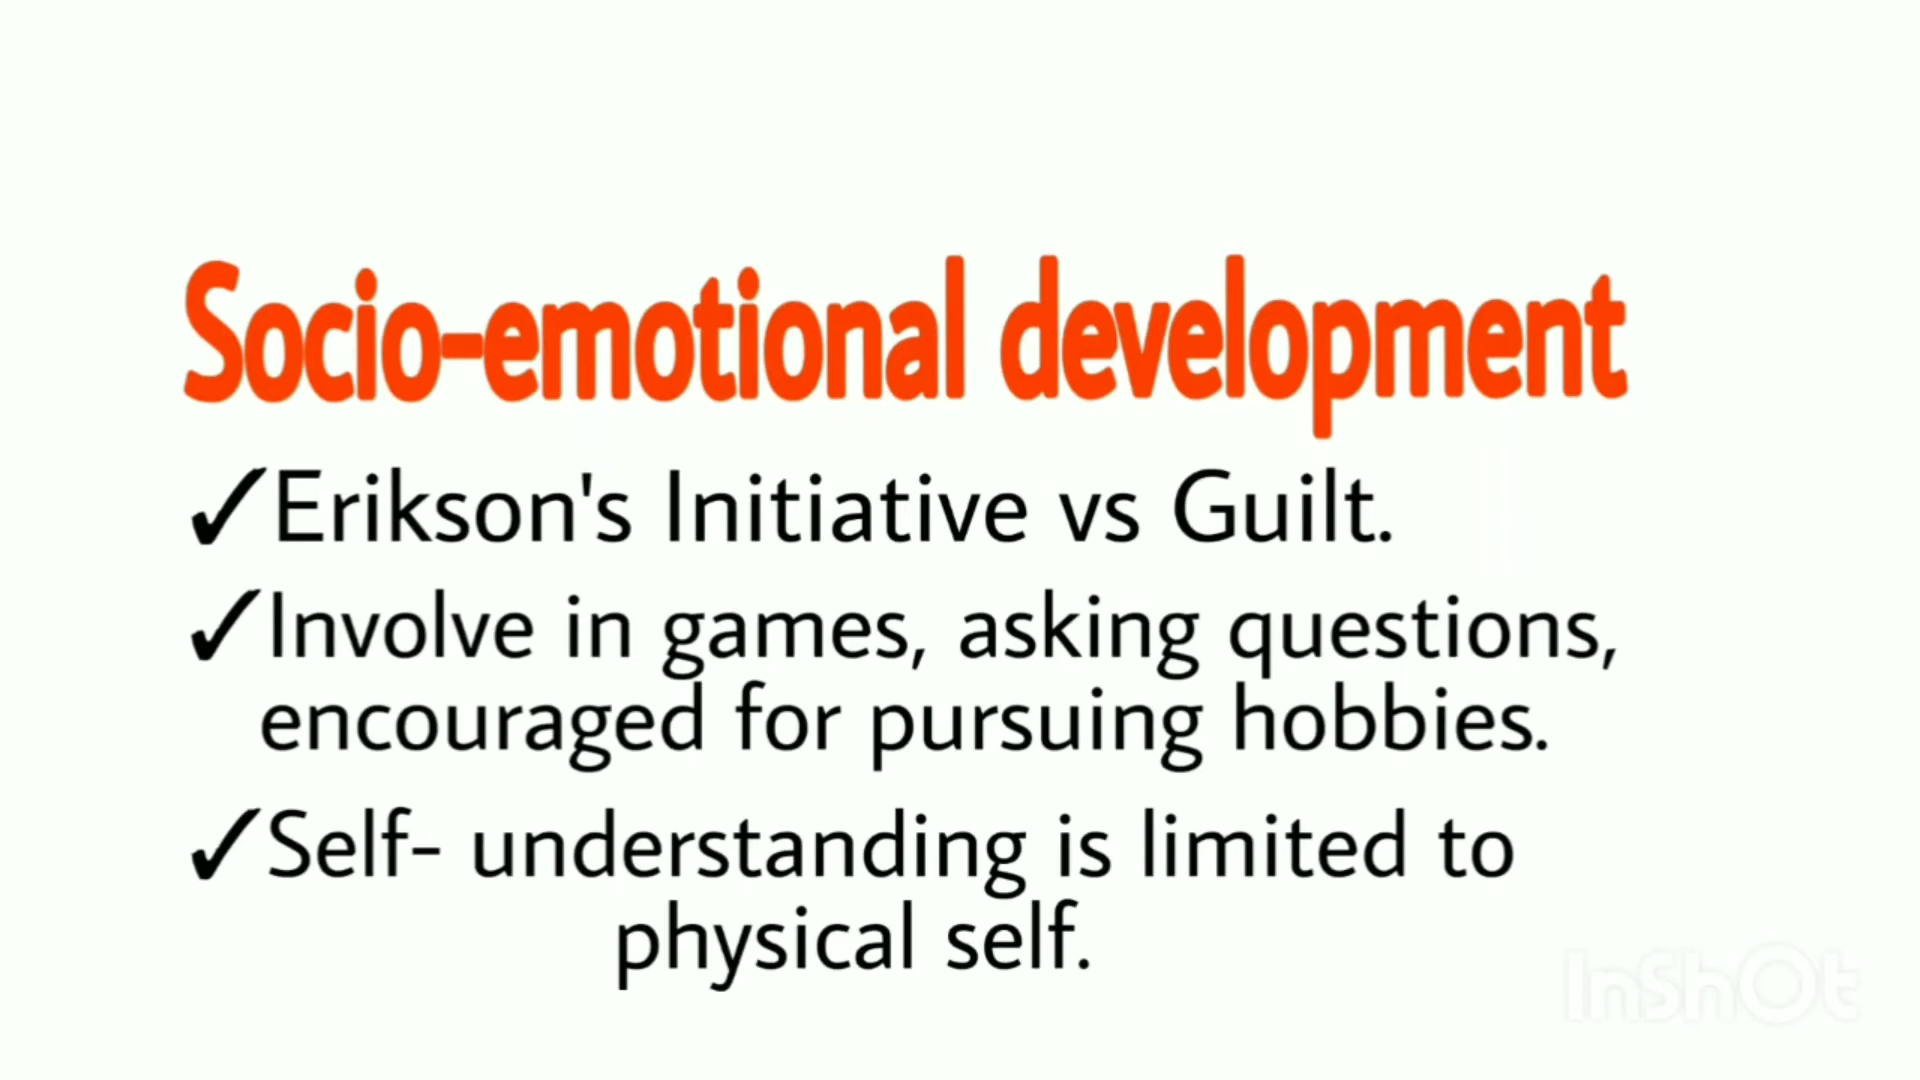 Socio-emotional development
✓Erikson's Initiative vs Guilt.
✓Involve in games, asking questions,
encouraged for pursuing hobbies.
✓Self- understanding is limited to
physical self.
InShOt